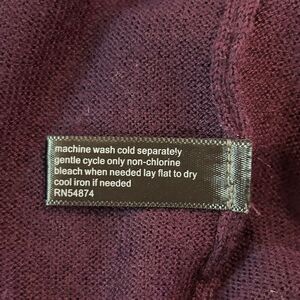 machine wash cold separately
gentle cycle only non-chlorine
bleach when needed lay flat to dry
cool iron if needed
RN54874